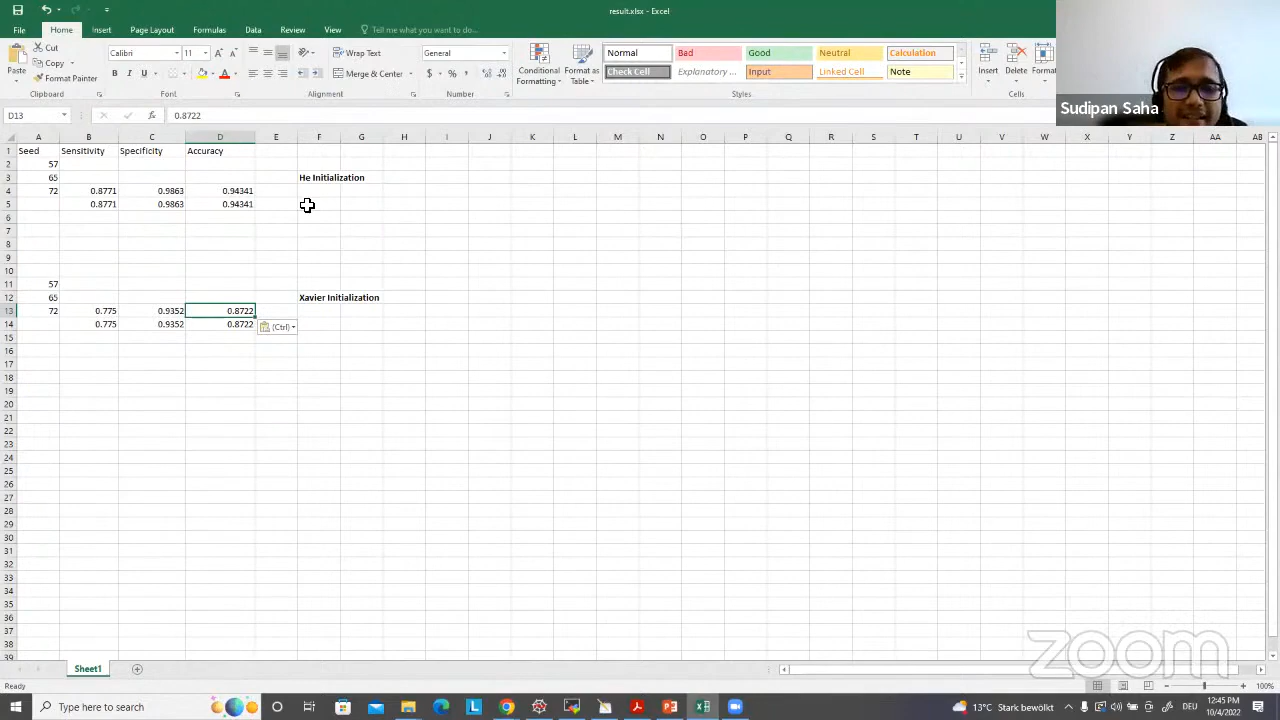 result.xlsx - Excel
File Home Insert Page Layout Formulas Data Review View Tell me what you want to do...
Paste Cut Calibri 11 Wrap Text General Conditional Formatting Format as Table Normal Bad Good Neutral Calculation Insert Delete Format
Copy
Format Painter Merge & Center Check Cell Explanatory ... Input Linked Cell Note
Clipboard Font Alignment Number Styles Cells
Sudipan Saha
D13 fx 0.8722
A B C D E F G H I J K L M N O P Q R S T U V W X Y Z AA AB
1 Seed Sensitivity Specificity Accuracy
2 57
3 65 He Initialization
4 72 0.8771 0.9863 0.94341
5 0.8771 0.9863 0.94341
6
7
8
9
10
11 57
12 65 Xavier Initialization
13 72 0.775 0.9352 0.8722
14 0.775 0.9352 0.8722
(Ctrl)
15
16
17
18
19
20
21
22
23
24
25
26
27
28
29
30
31
32
33
34
35
36
37
38
39
zoom
Sheet1
Ready 100%
Type here to search 13°C Stark bewölkt DEU 12:45 PM
10/4/2022